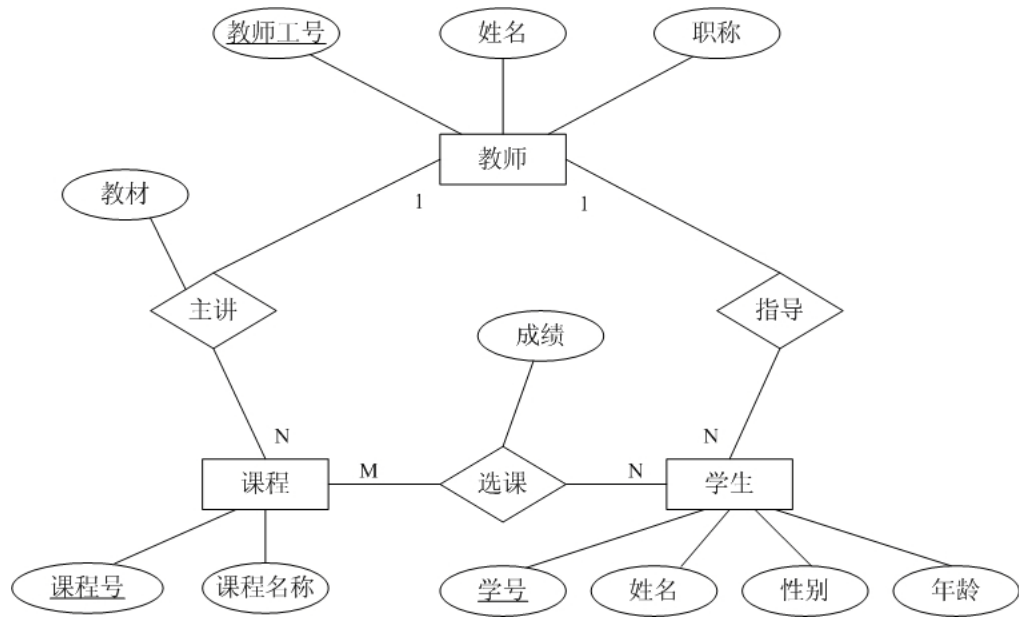 教师工号
姓名
职称
教师
教材
1
1
主讲
指导
成绩
N
N
课程
M
选课
N
学生
课程号
课程名称
学号
姓名
性别
年龄